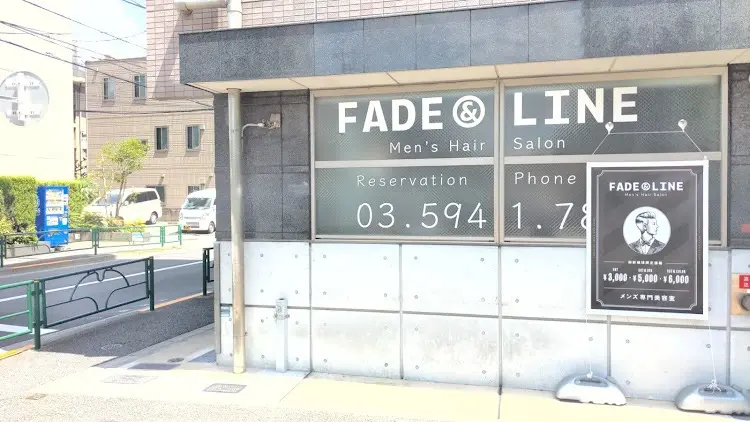 FADE & LINE
Men's Hair Salon
Reservation Phone
03.5941.78
FADE & LINE
Men's Hair Salon
¥3,000 · ¥5,000 · ¥6,000
メンズ専門美容室